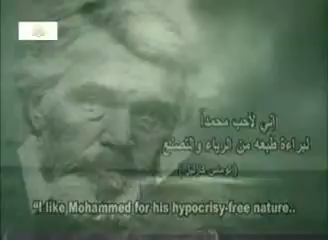 إني لأحب محمداً
لبراءة طبعه من الرياء والتصنع
"I like Mohammed for his hypocrisy-free nature..